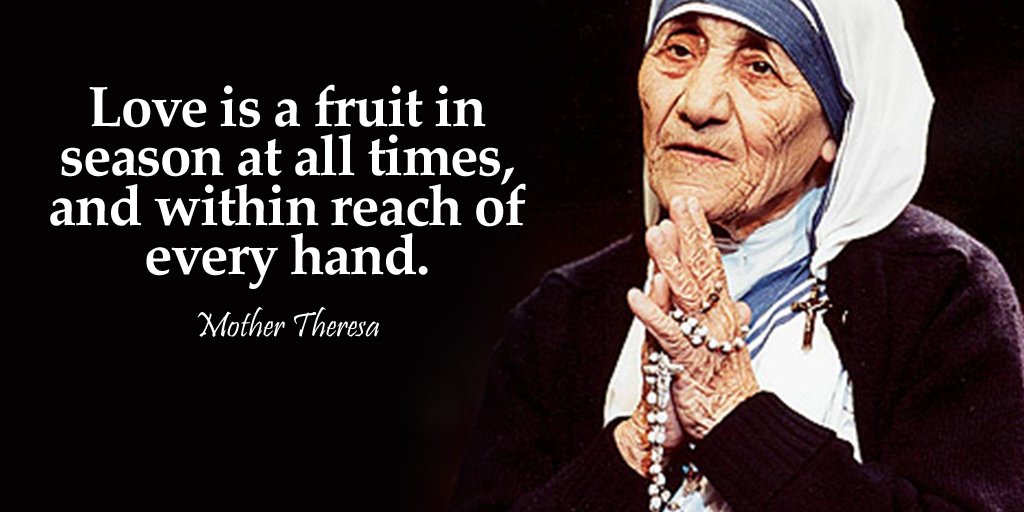 Love is a fruit in
season at all times,
and within reach of
every hand.
Mother Theresa